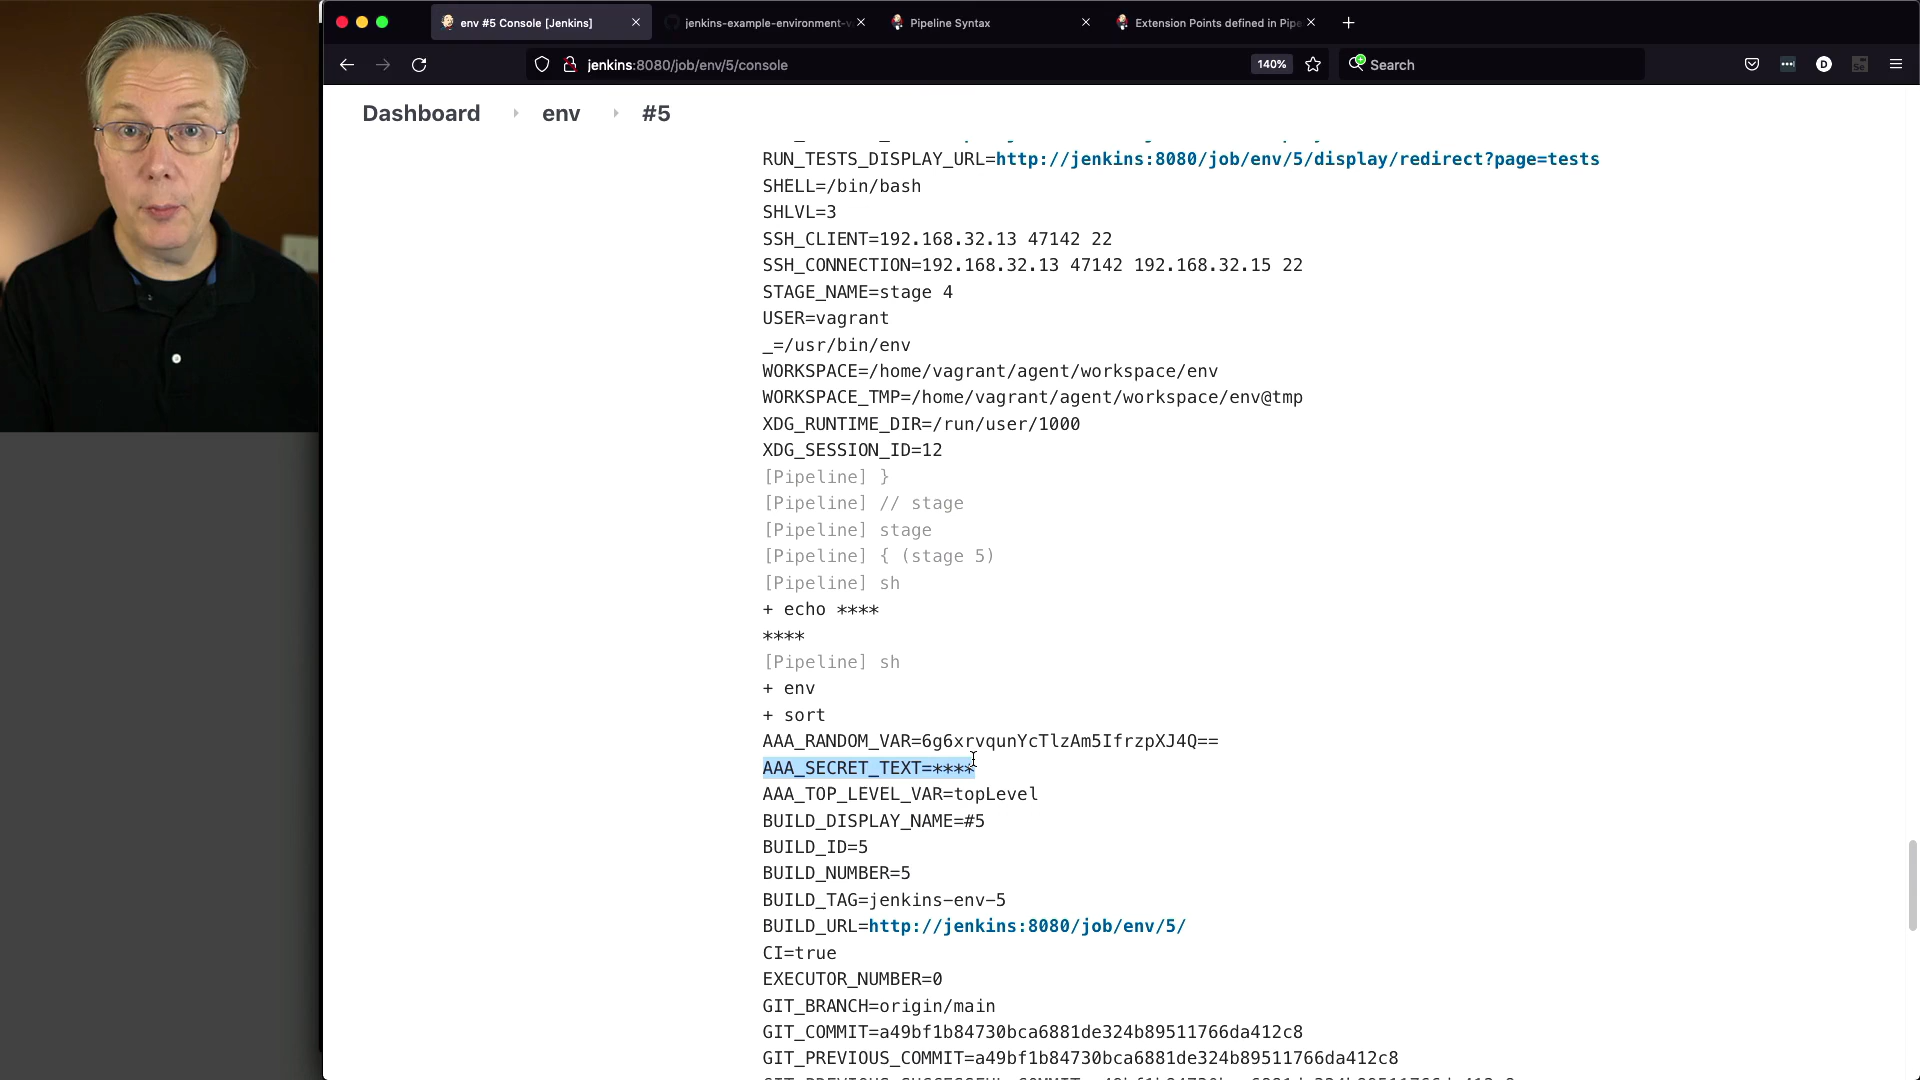 env #5 Console [Jenkins]
jenkins-example-environment-v
Pipeline Syntax
Extension Points defined in Pipe
jenkins:8080/job/env/5/console
140%
Search
Dashboard
env
#5
RUN_TESTS_DISPLAY_URL=http://jenkins:8080/job/env/5/display/redirect?page=tests
SHELL=/bin/bash
SHLVL=3
SSH_CLIENT=192.168.32.13 47142 22
SSH_CONNECTION=192.168.32.13 47142 192.168.32.15 22
STAGE_NAME=stage 4
USER=vagrant
_=/usr/bin/env
WORKSPACE=/home/vagrant/agent/workspace/env
WORKSPACE_TMP=/home/vagrant/agent/workspace/env@tmp
XDG_RUNTIME_DIR=/run/user/1000
XDG_SESSION_ID=12
[Pipeline] }
[Pipeline] // stage
[Pipeline] stage
[Pipeline] { (stage 5)
[Pipeline] sh
+ echo ****
****
[Pipeline] sh
+ env
+ sort
AAA_RANDOM_VAR=6g6xrvqunYcTlzAm5IfrzpXJ4Q==
AAA_SECRET_TEXT=****
AAA_TOP_LEVEL_VAR=topLevel
BUILD_DISPLAY_NAME=#5
BUILD_ID=5
BUILD_NUMBER=5
BUILD_TAG=jenkins-env-5
BUILD_URL=http://jenkins:8080/job/env/5/
CI=true
EXECUTOR_NUMBER=0
GIT_BRANCH=origin/main
GIT_COMMIT=a49bf1b84730bca6881de324b89511766da412c8
GIT_PREVIOUS_COMMIT=a49bf1b84730bca6881de324b89511766da412c8